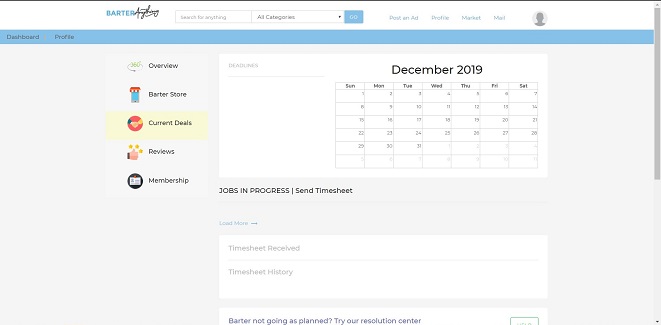 BARTER Anything
Search for anything
All Categories
GO
Post an Ad Profile Market Mail
Dashboard Profile
360°
Overview
Barter Store
Current Deals
Reviews
Membership
DEADLINES
December 2019
Sun Mon Tue Wed Thu Fri Sat
1 2 3 4 5 6 7
8 9 10 11 12 13 14
15 16 17 18 19 20 21
22 23 24 25 26 27 28
29 30 31 1 2 3 4
5 6 7 8 9 10 11
JOBS IN PROGRESS | Send Timesheet
Load More →
Timesheet Received
Timesheet History
Barter not going as planned? Try our resolution center